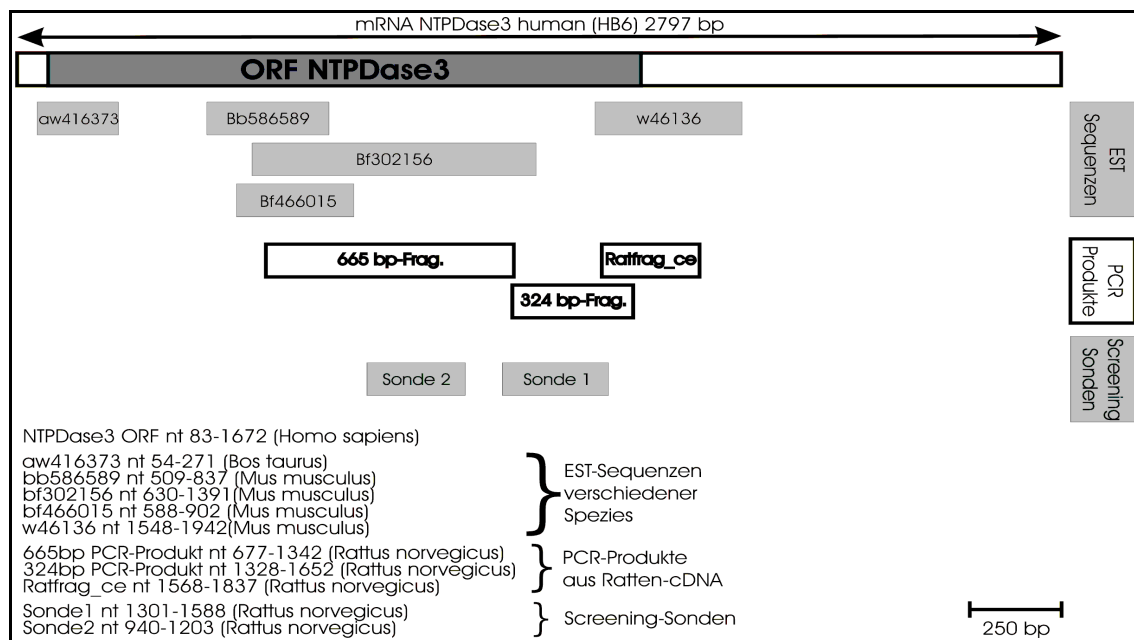 mRNA NTPDase3 human (HB6) 2797 bp
ORF NTPDase3
aw416373
Bb586589
w46136
Bf302156
Bf466015
EST
Sequenzen
665 bp-Frag.
Ratfrag_ce
324 bp-Frag.
PCR
Produkte
Sonde 2
Sonde 1
Screening
Sonden
NTPDase3 ORF nt 83-1672 (Homo sapiens)
aw416373 nt 54-271 (Bos taurus)
bb586589 nt 509-837 (Mus musculus)
bf302156 nt 630-1391(Mus musculus)
bf466015 nt 588-902 (Mus musculus)
w46136 nt 1548-1942(Mus musculus)
EST-Sequenzen
verschiedener
Spezies
665bp PCR-Produkt nt 677-1342 (Rattus norvegicus)
324bp PCR-Produkt nt 1328-1652 (Rattus norvegicus)
Ratfrag_ce nt 1568-1837 (Rattus norvegicus)
PCR-Produkte
aus Ratten-cDNA
Sonde1 nt 1301-1588 (Rattus norvegicus)
Sonde2 nt 940-1203 (Rattus norvegicus)
Screening-Sonden
250 bp